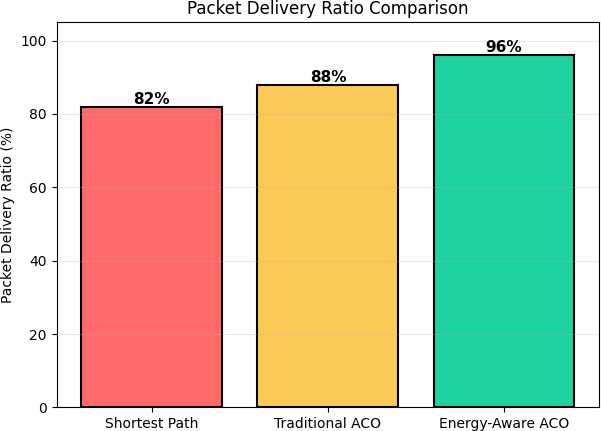 Packet Delivery Ratio Comparison
Packet Delivery Ratio (%)
100
80
60
40
20
0
82%
88%
96%
Shortest Path
Traditional ACO
Energy-Aware ACO